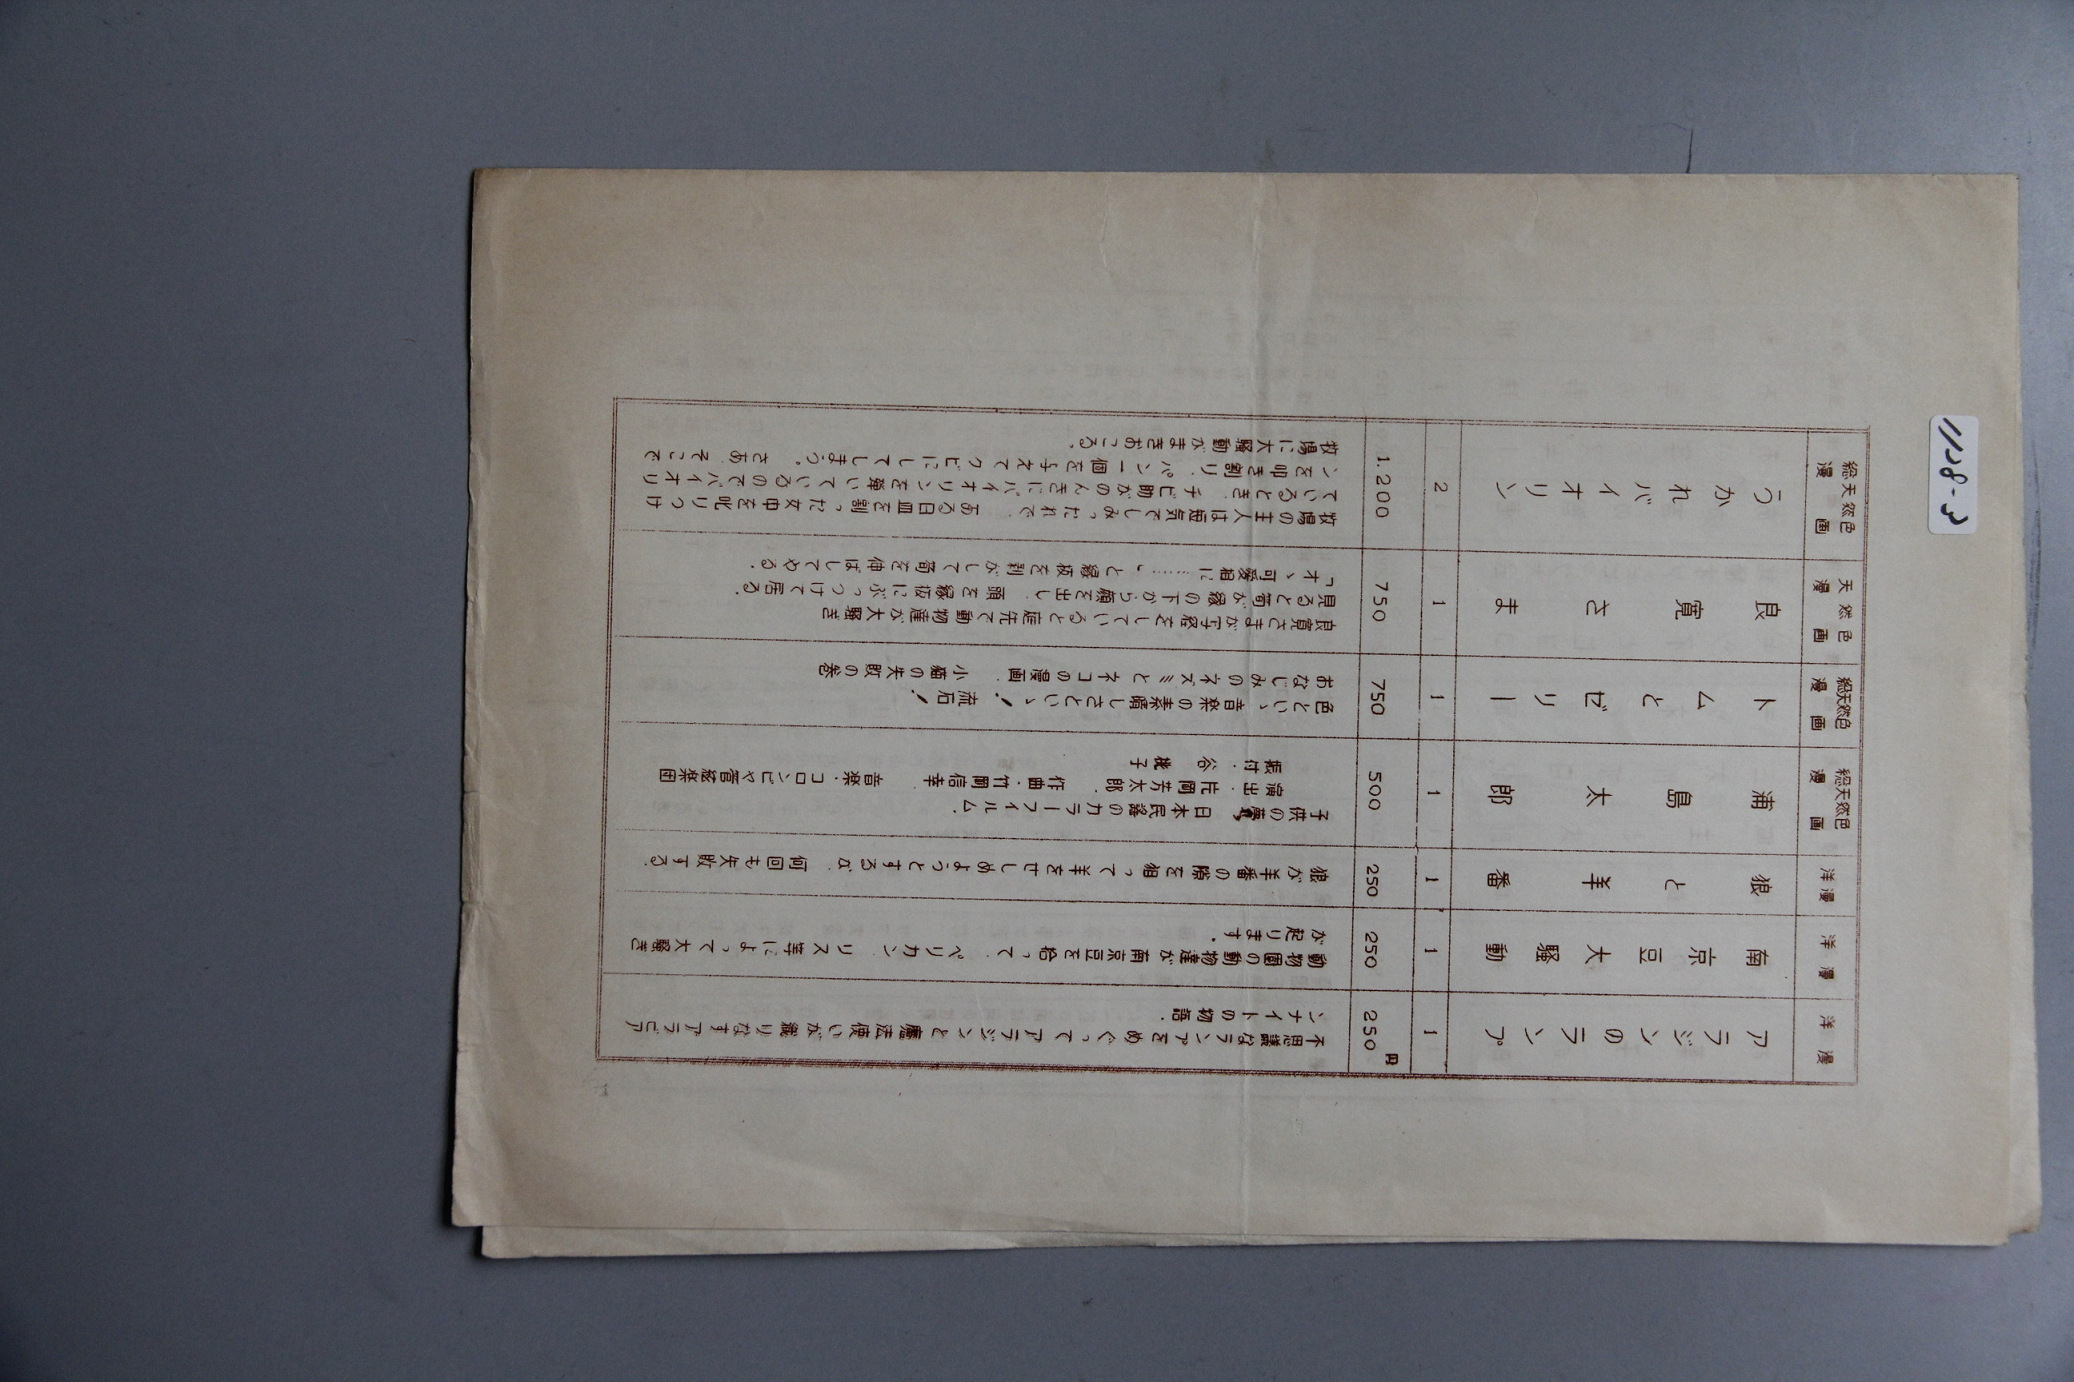 洋漫 アラジンのランプ 1 250円 不思議なランプをめぐってアラジンと魔法使いが織りなすアラビア
ンナイトの物語.
洋漫 南京豆大騒動 1 250 動物園の動物達が南京豆を拾って. ペリカン. リス等によって大騒ぎ
が起ります.
洋漫 狼と羊番 1 250 狼が羊番の隙を狙って羊をせしめようとするが. 何回も失敗する.
総天然色
漫画
浦島太郎 1 500 子供の夢. 日本民話のカラーフィルム.
演出.片岡芳太郎. 作曲.竹岡信幸. 音楽.コロンビヤ管絃楽団
振付.谷桃子
総天然色
漫画
トムとゼリー 1 750 色といゝ音楽の素晴しさといゝ! 流石!
おなじみのネズミとネコの漫画. 小猫の失敗の巻
天然色
漫画
良寛さま 1 750 良寛さまが写経をしていると庭先で動物達が大騒ぎ
見ると筍が縁の下から顔を出し. 頭を縁板にぶっつけて居る.
「オゝ可愛相に………」と縁板を剥がして筍を伸ばしてやる.
総天然色
漫画
うかれバイオリン 2 1.200 牧場の主人は短気でしみったれで. ある日皿を割った女中を叱りつけ
ているとき. チビ助がのんきにバイオリンを弾いているのでバイオリ
ンを叩き割り. パン一個を与えてクビにしてしまう. さあ. そこで
牧場に大騒動がまきおこる.
1128-3